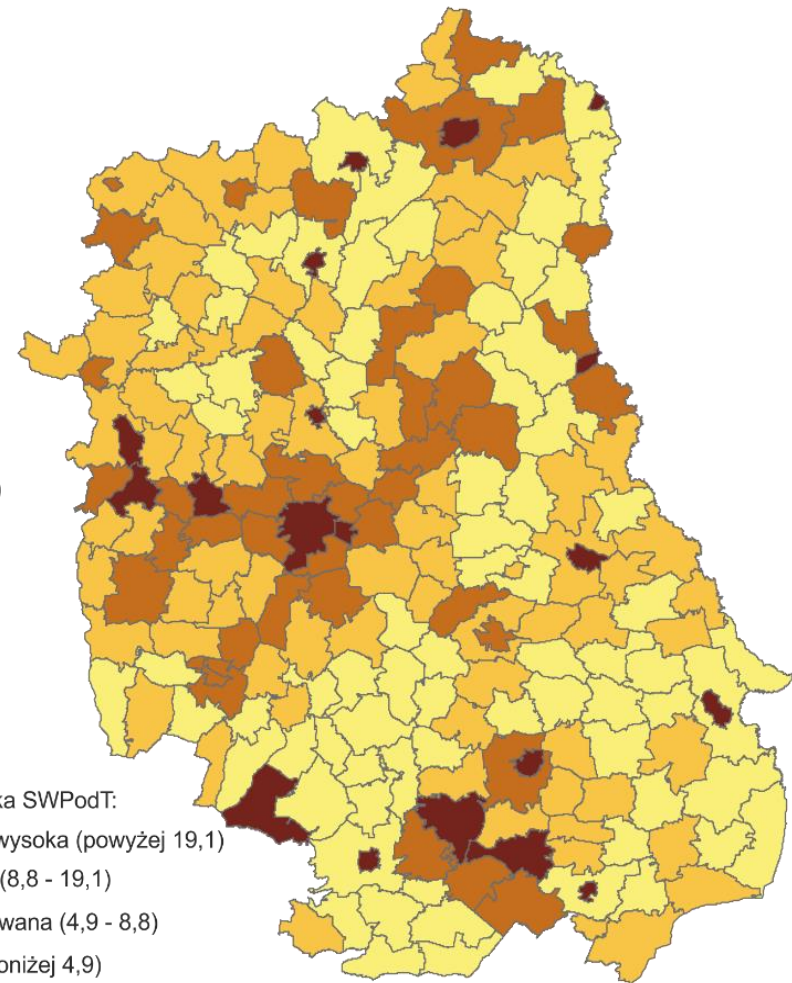 )
ka SWPodT:
wysoka (powyżej 19,1)
(8,8 - 19,1)
wana (4,9 - 8,8)
oniżej 4,9)